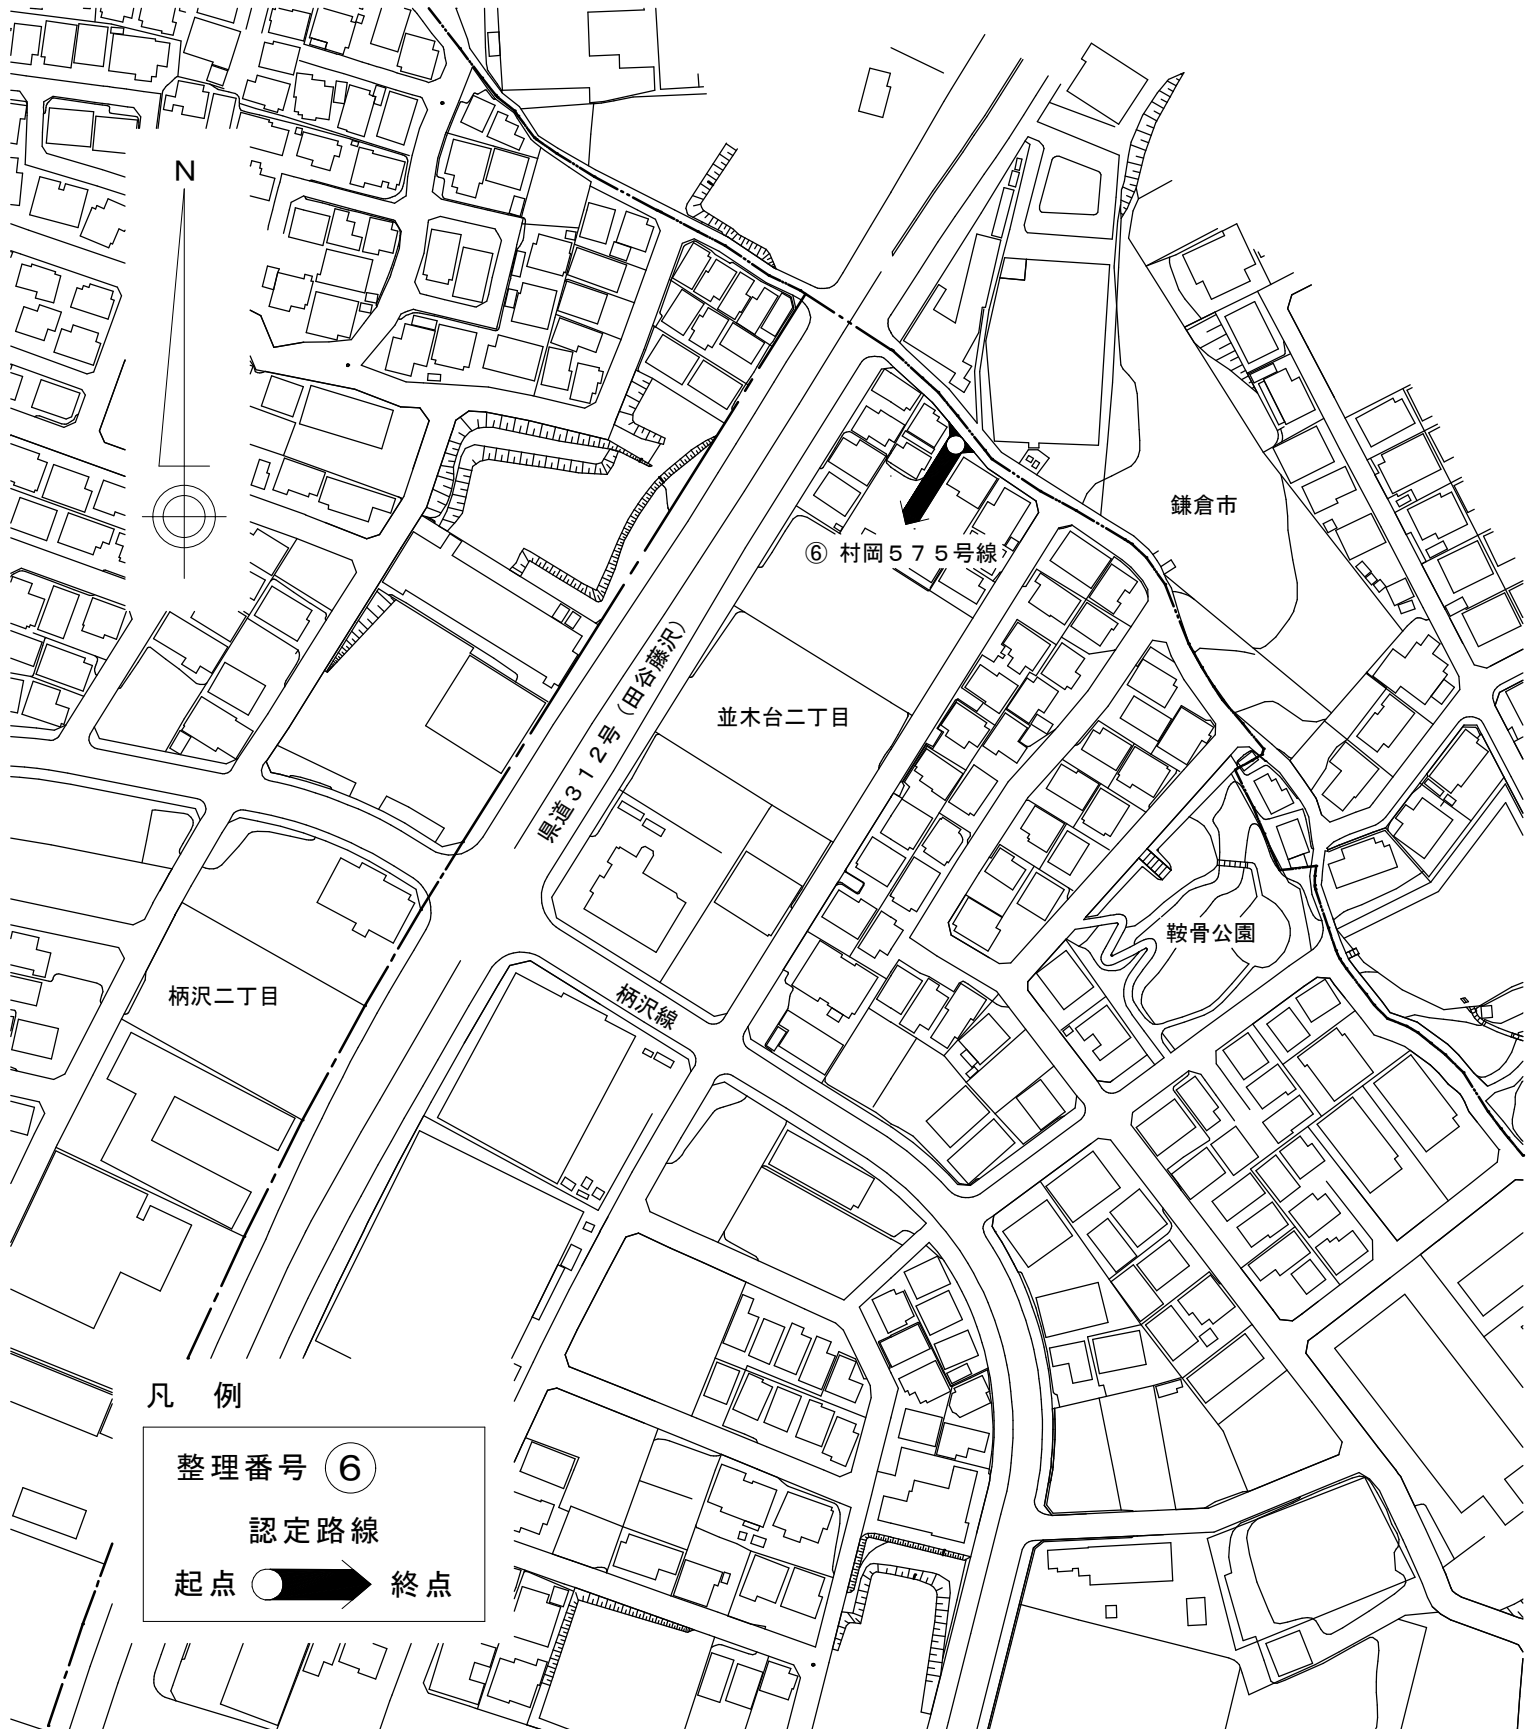 N
鎌倉市
⑥ 村岡５７５号線
県道３１２号（田谷藤沢）
並木台二丁目
鞍骨公園
柄沢二丁目
柄沢線
凡 例
整理番号 ⑥
認定路線
起点 終点